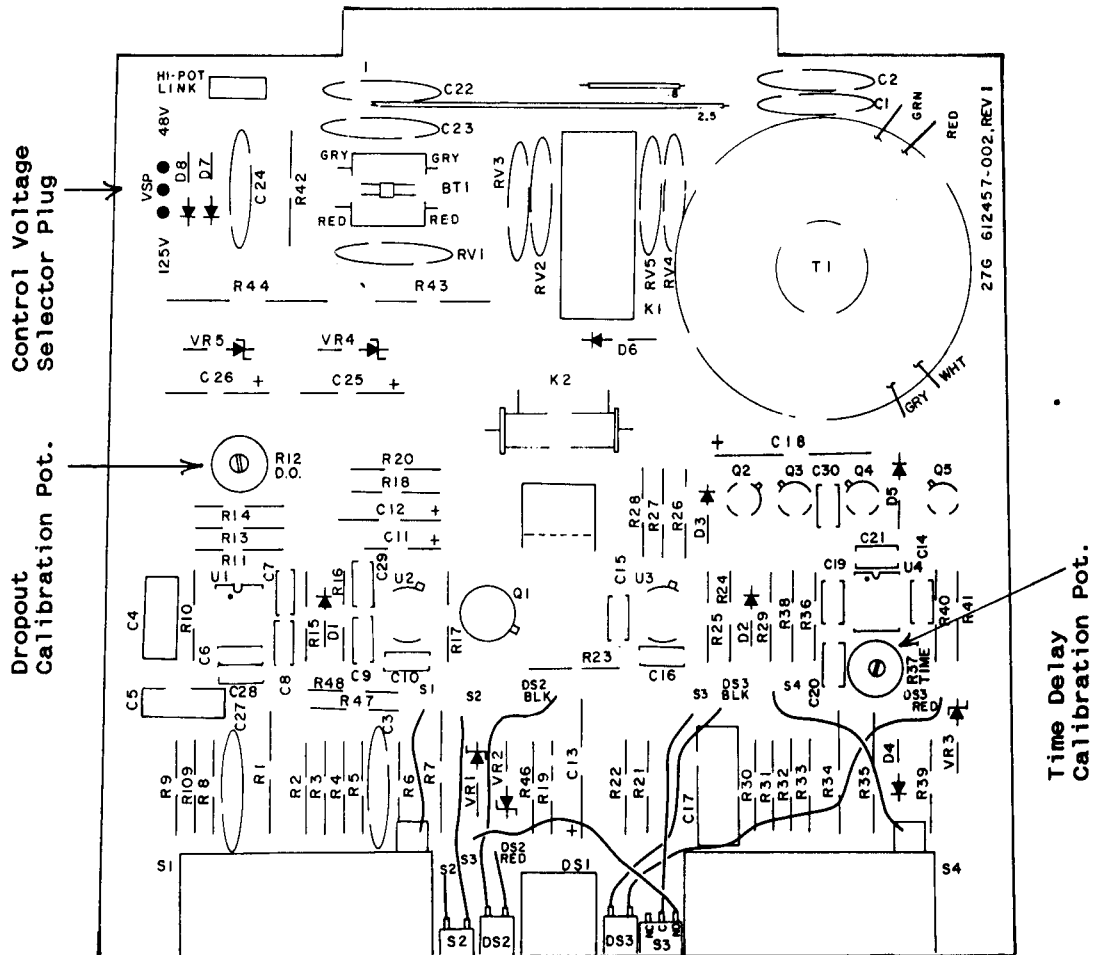 HI-POT
LINK
48V
VSP
125V
D8
D7
C24
R42
1
C22
C23
GRY
GRY
BT1
RED
RED
RV1
R44
R43
RV3
RV2
K1
RV5
RV4
.8
2.5
C2
C1
GRN
RED
T1
GRY
WHT
27G 612457-002, REV 1
Control Voltage
Selector Plug
VR5
VR4
D6
C26 +
C25 +
K2
+ C18
Dropout
Calibration Pot.
R12
D.O.
R20
R18
C12 +
C11 +
R14
R13
R11
R28
R27
R26
D3
Q2
Q3
C30
Q4
D5
Q5
C21
C14
C19
U4
U1
C7
R16
C29
U2
Q1
C15
U3
R24
R38
R36
R40
R41
C4
R10
R15
D1
R17
R25
D2
R29
C6
C28
C8
C9
C10
R23
C16
C20
R37
TIME
Time Delay
Calibration Pot.
C5
C27
R48
R47
C3
S1
S2
DS2
BLK
S3
DS3
BLK
S4
DS3
RED
R9
R109
R8
R1
R2
R3
R4
R5
R6
R7
VR1
VR2
R46
R19
C13
+
R22
R21
C17
R30
R31
R32
R33
R34
R35
D4
R39
VR3
S1
S2
S3
DS2
RED
DS1
S4
S2
DS2
DS3
NC
C
NO
S3